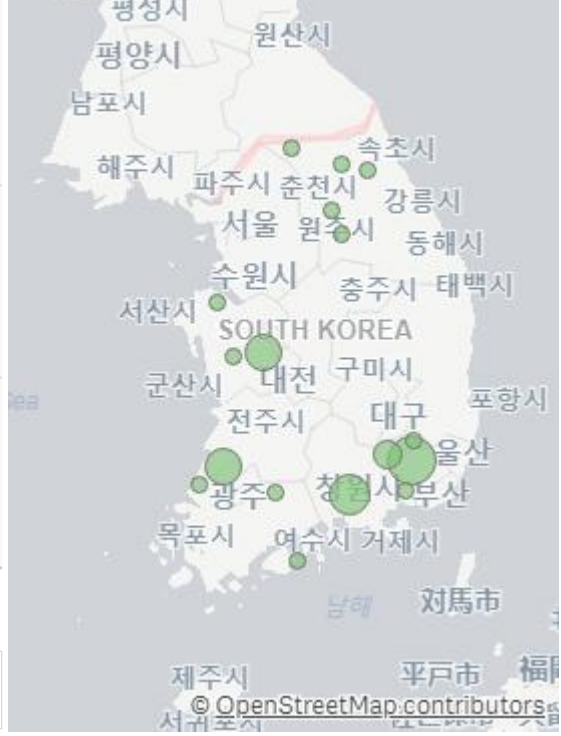 평성시
원산시
평양시
남포시
속초시
해주시
파주시 춘천시
강릉시
서울 원주시
동해시
수원시
충주시 태백시
서산시
SOUTH KOREA
대전 구미시
군산시
포항시
대구
전주시
울산
창원시
광주 부산
목포시 여수시 거제시
남해
対馬市
제주시 平戸市
© OpenStreetMap contributors
서귀포시